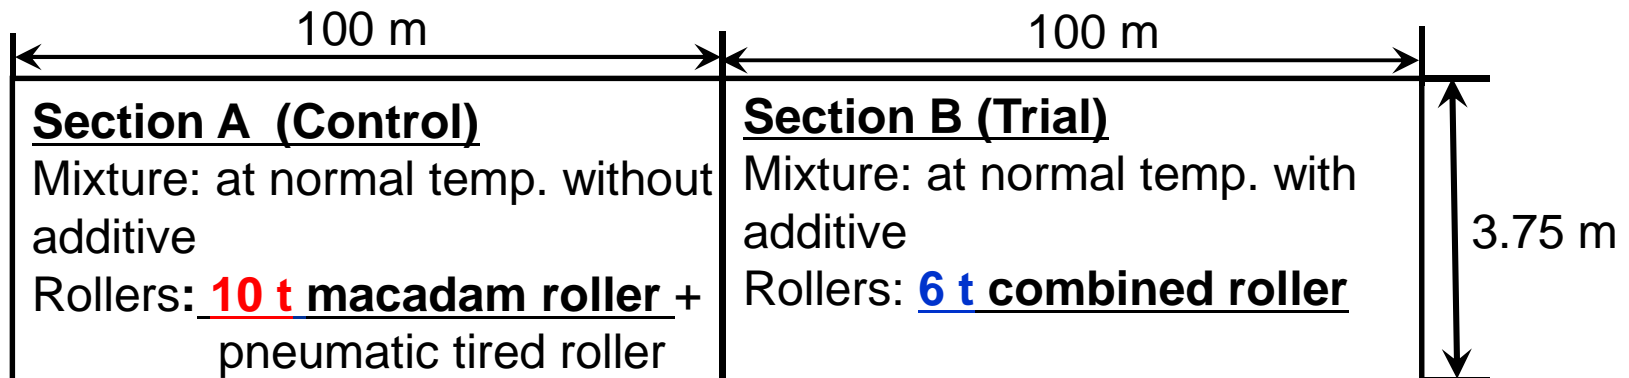 100 m
100 m
Section A (Control)
Mixture: at normal temp. without
additive
Rollers: 10 t macadam roller +
pneumatic tired roller
Section B (Trial)
Mixture: at normal temp. with
additive
Rollers: 6 t combined roller
3.75 m